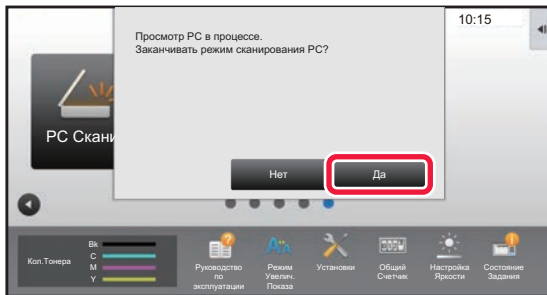 10:15
Просмотр PC в процессе.
Заканчивать режим сканирования PC?
PC Скани
Нет
Да
Кол.Тонера
Bk
C
M
Y
Руководство
по
эксплуатации
Режим
Увелич.
Показа
Установки
Общий
Счетчик
Настройка
Яркости
Состояние
Задания